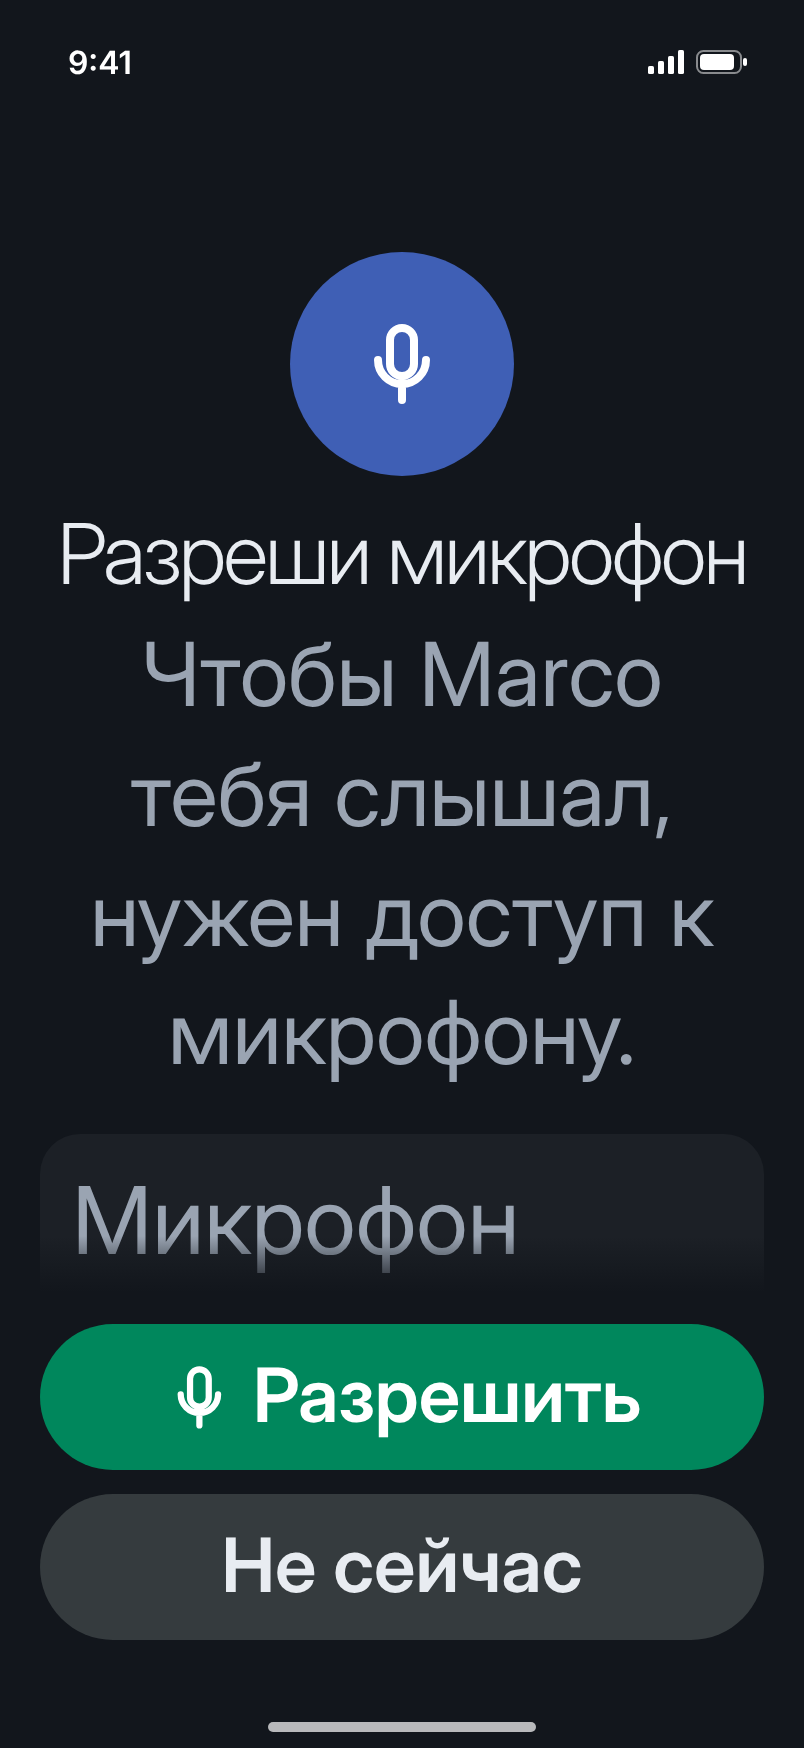 9:41
Разреши микрофон
Чтобы Marco
тебя слышал,
нужен доступ к
микрофону.
Микрофон
Разрешить
Не сейчас